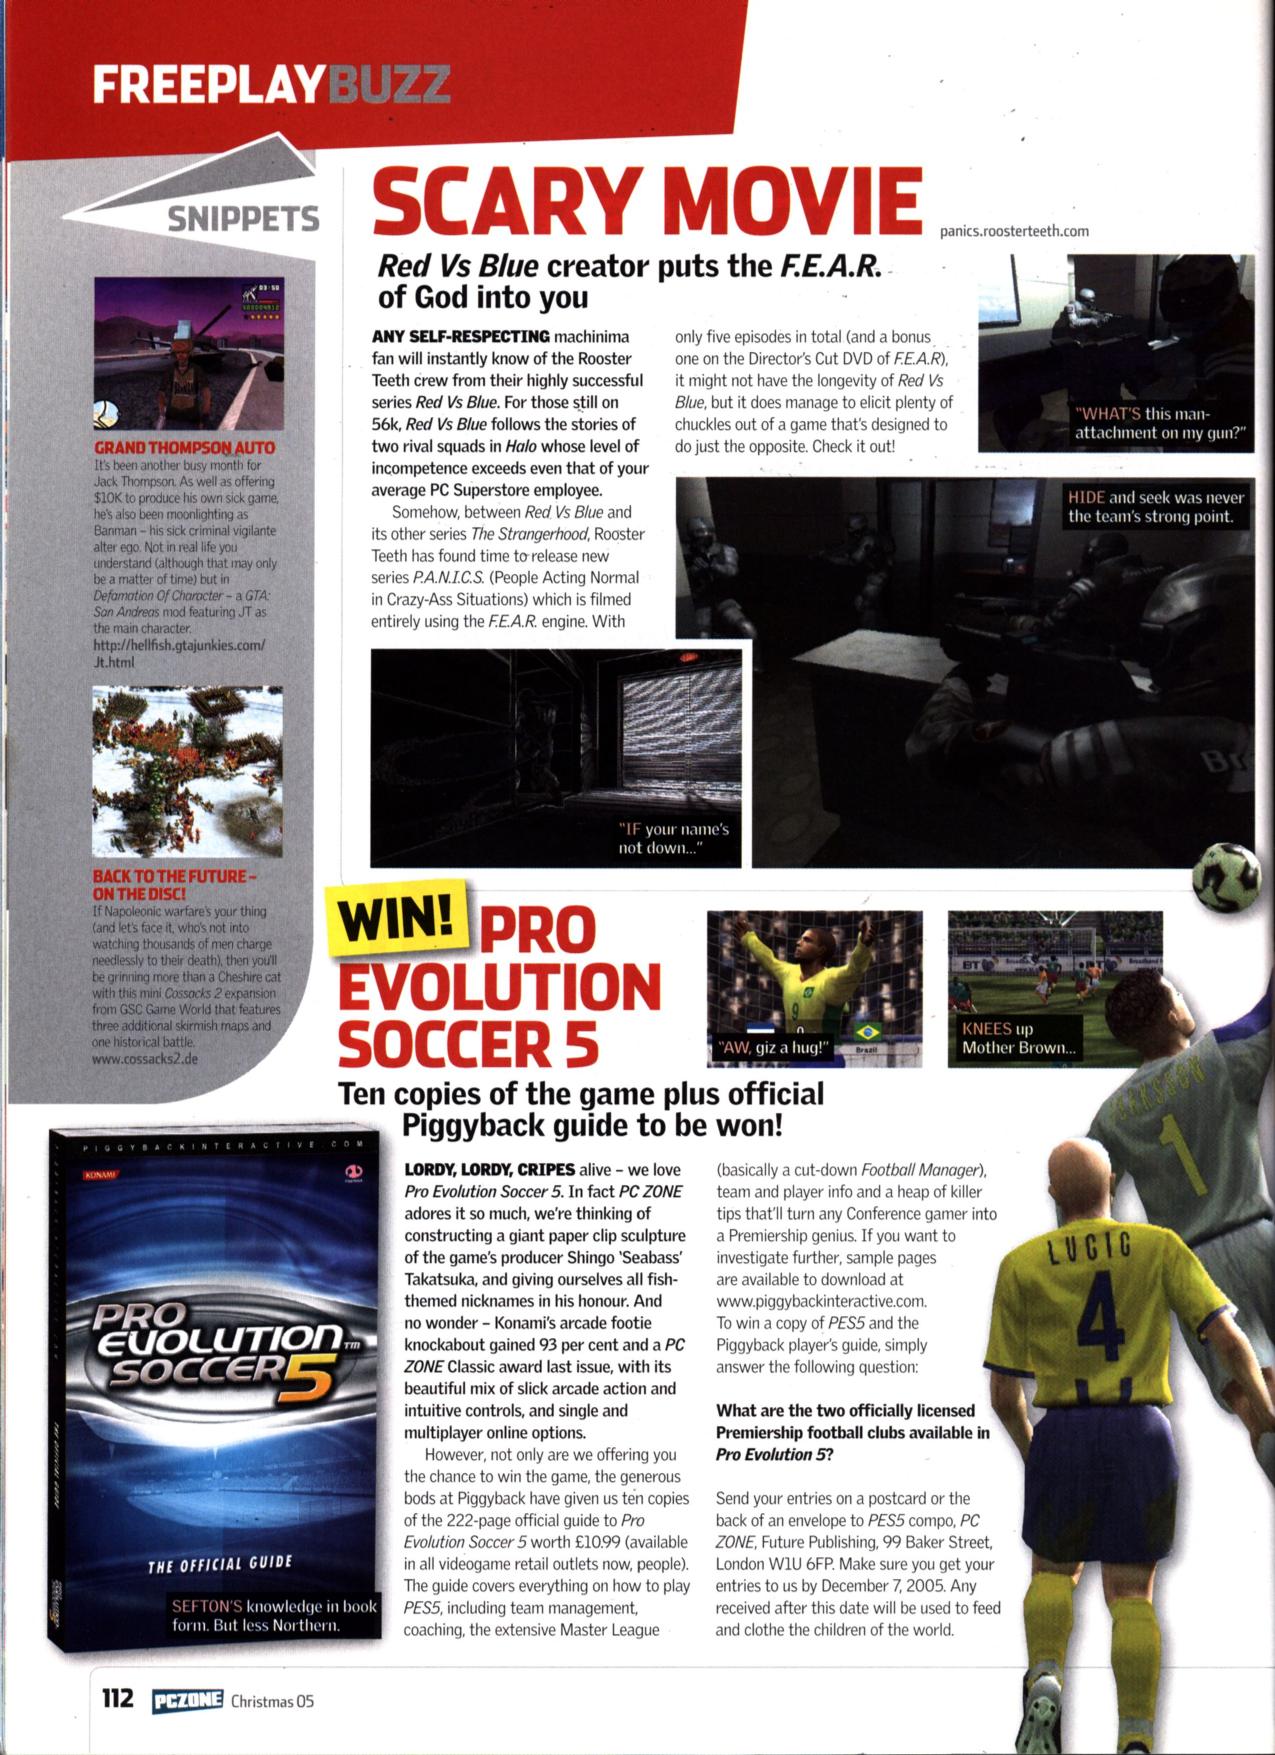 FREEPLAYBUZZ
SNIPPETS
03:50
GRAND THOMPSON AUTO
It's been another busy month for
Jack Thompson. As well as offering
$10K to produce his own sick game,
he's also been moonlighting as
Banman – his sick criminal vigilante
alter ego. Not in real life you
understand (although that may only
be a matter of time) but in
Defamation Of Character – a GTA:
San Andreas mod featuring JT as
the main character.
http://hellfish.gtajunkies.com/
Jt.html
BACK TO THE FUTURE –
ON THE DISC!
If Napoleonic warfare's your thing
(and let's face it, who's not into
watching thousands of men charge
needlessly to their death), then you'll
be grinning more than a Cheshire cat
with this mini Cossacks 2 expansion
from GSC Game World that features
three additional skirmish maps and
one historical battle.
www.cossacks2.de
SCARY MOVIE
panics.roosterteeth.com
Red Vs Blue creator puts the F.E.A.R.
of God into you
ANY SELF-RESPECTING machinima
fan will instantly know of the Rooster
Teeth crew from their highly successful
series Red Vs Blue. For those still on
56k, Red Vs Blue follows the stories of
two rival squads in Halo whose level of
incompetence exceeds even that of your
average PC Superstore employee.
Somehow, between Red Vs Blue and
its other series The Strangerhood, Rooster
Teeth has found time to release new
series P.A.N.I.C.S. (People Acting Normal
in Crazy-Ass Situations) which is filmed
entirely using the F.E.A.R. engine. With
only five episodes in total (and a bonus
one on the Director's Cut DVD of F.E.A.R),
it might not have the longevity of Red Vs
Blue, but it does manage to elicit plenty of
chuckles out of a game that's designed to
do just the opposite. Check it out!
"WHAT'S this man-
attachment on my gun?"
HIDE and seek was never
the team's strong point.
Br
"IF your name's
not down..."
WIN! PRO
EVOLUTION
SOCCER 5
9
0
Brazil
"AW, giz a hug!"
BT
KNEES up
Mother Brown...
Ten copies of the game plus official
Piggyback guide to be won!
LORDY, LORDY, CRIPES alive – we love
Pro Evolution Soccer 5. In fact PC ZONE
adores it so much, we're thinking of
constructing a giant paper clip sculpture
of the game's producer Shingo 'Seabass'
Takatsuka, and giving ourselves all fish-
themed nicknames in his honour. And
no wonder – Konami's arcade footie
knockabout gained 93 per cent and a PC
ZONE Classic award last issue, with its
beautiful mix of slick arcade action and
intuitive controls, and single and
multiplayer online options.
However, not only are we offering you
the chance to win the game, the generous
bods at Piggyback have given us ten copies
of the 222-page official guide to Pro
Evolution Soccer 5 worth £10.99 (available
in all videogame retail outlets now, people).
The guide covers everything on how to play
PES5, including team management,
coaching, the extensive Master League
(basically a cut-down Football Manager),
team and player info and a heap of killer
tips that'll turn any Conference gamer into
a Premiership genius. If you want to
investigate further, sample pages
are available to download at
www.piggybackinteractive.com.
To win a copy of PES5 and the
Piggyback player's guide, simply
answer the following question:
What are the two officially licensed
Premiership football clubs available in
Pro Evolution 5?
Send your entries on a postcard or the
back of an envelope to PES5 compo, PC
ZONE, Future Publishing, 99 Baker Street,
London W1U 6FP. Make sure you get your
entries to us by December 7, 2005. Any
received after this date will be used to feed
and clothe the children of the world.
1
LUCIC
4
PIGGYBACKINTERACTIVE.COM
KONAMI
PRO
EVOLUTION™
SOCCER 5
THE OFFICIAL GUIDE
SEFTON'S knowledge in book
form. But less Northern.
112 PCZONE Christmas 05